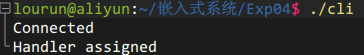 lourun@aliyun:~/嵌入式系统/Exp04$ ./cli
Connected
Handler assigned